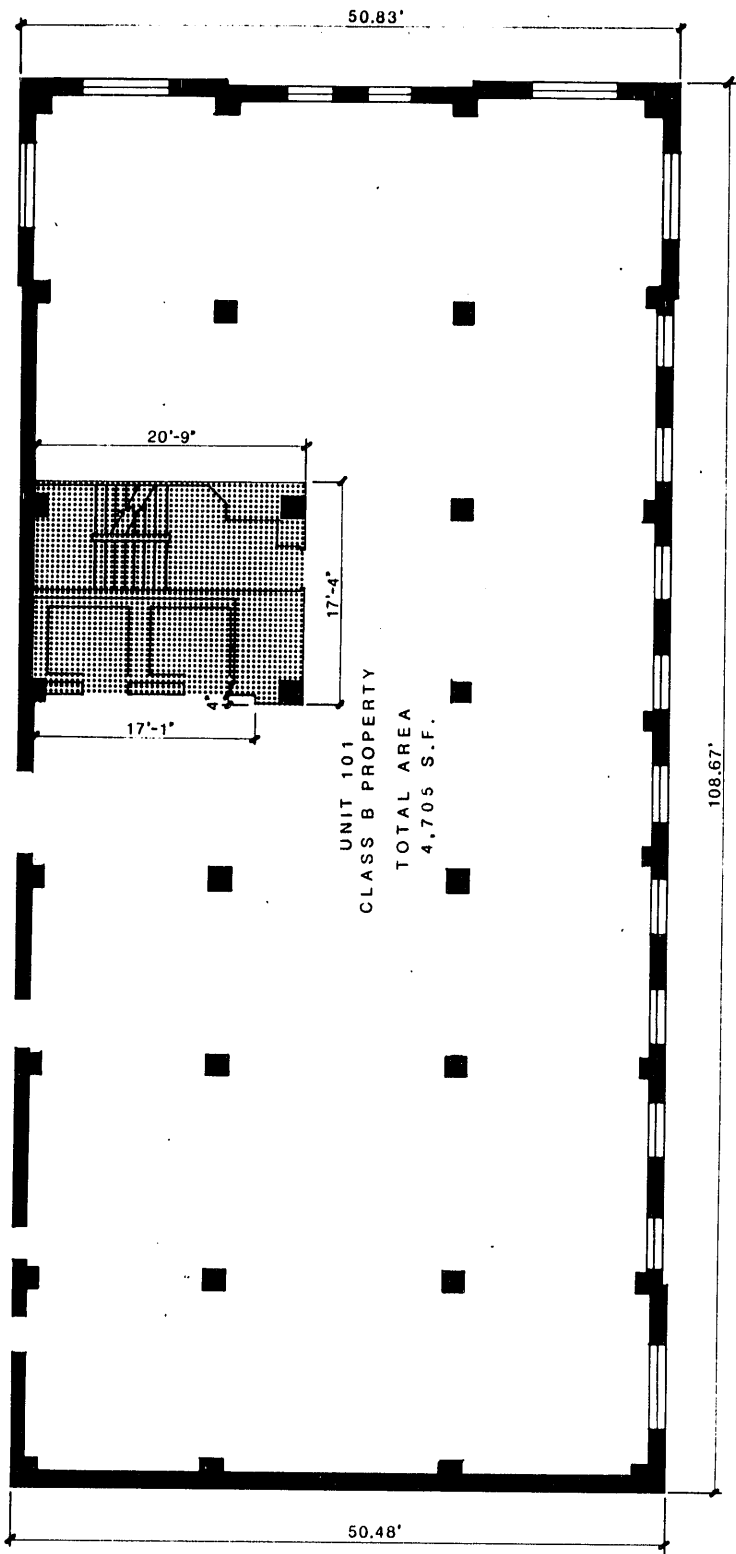 50.83'
20'-9"
17'-4"
4"
17'-1"
UNIT 101
CLASS B PROPERTY
TOTAL AREA
4,705 S.F.
108.67'
50.48'